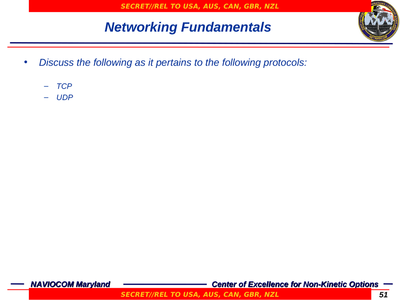 SECRET//REL TO USA, AUS, CAN, GBR, NZL
Networking Fundamentals
• Discuss the following as it pertains to the following protocols:
– TCP
– UDP
NAVIOCOM Maryland
Center of Excellence for Non-Kinetic Options
SECRET//REL TO USA, AUS, CAN, GBR, NZL
51